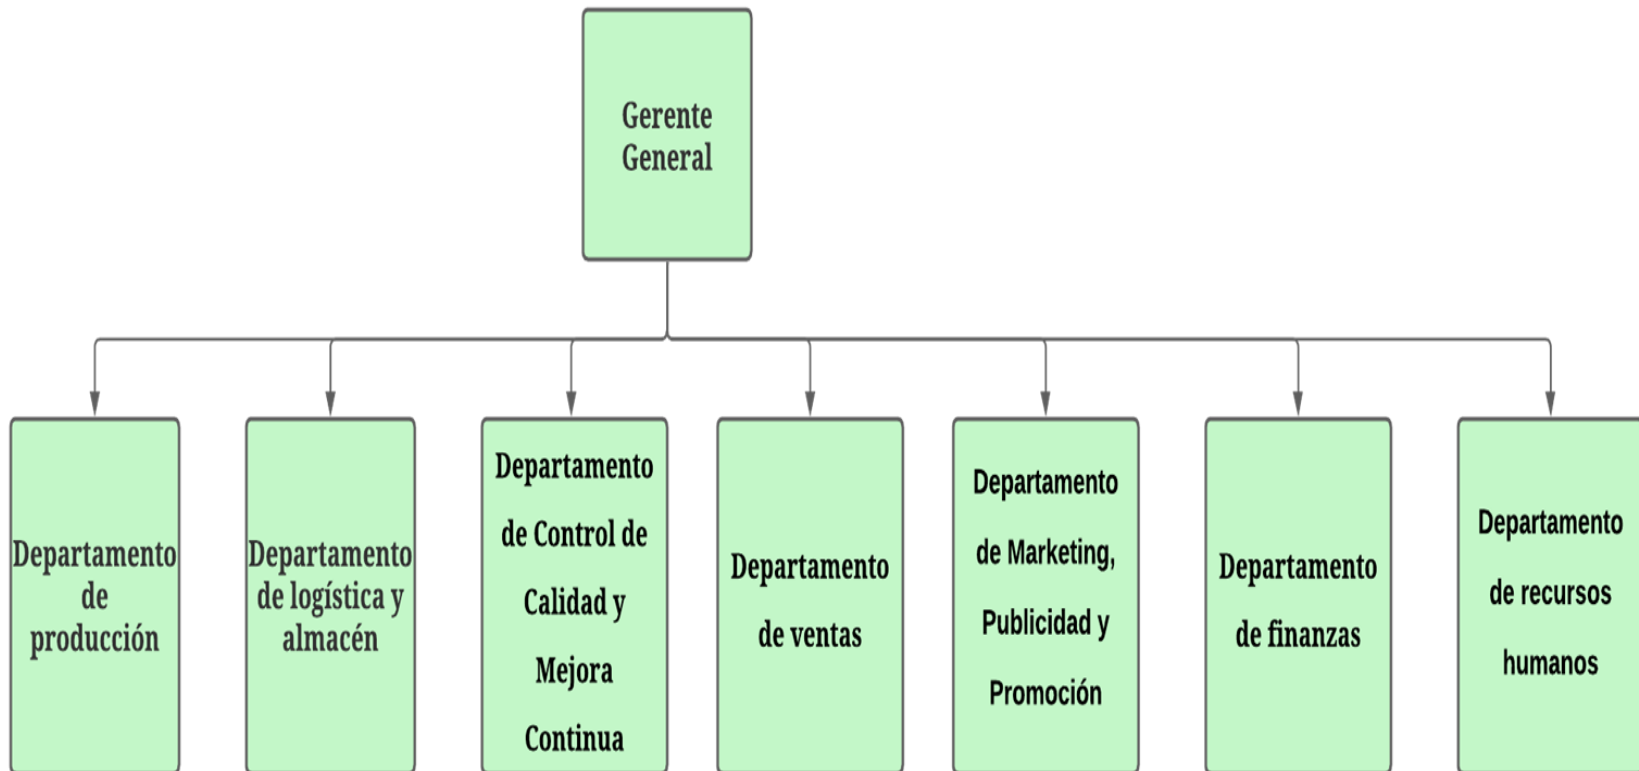 Gerente
General
Departamento
de
producción
Departamento
de logística y
almacén
Departamento
de Control de
Calidad y
Mejora
Continua
Departamento
de ventas
Departamento
de Marketing,
Publicidad y
Promoción
Departamento
de finanzas
Departamento
de recursos
humanos